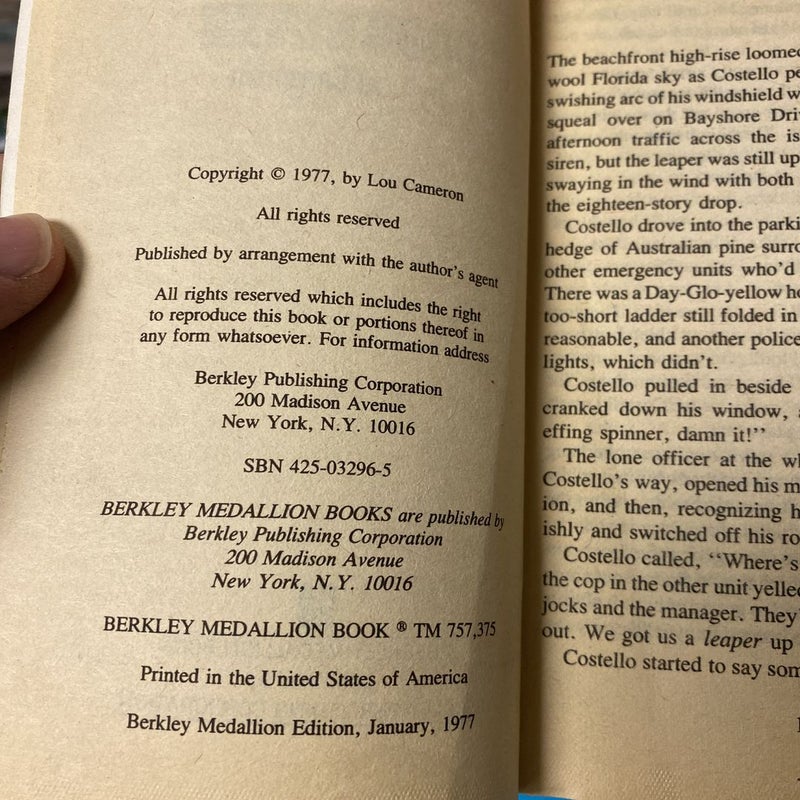 Copyright © 1977, by Lou Cameron
All rights reserved
Published by arrangement with the author's agent
All rights reserved which includes the right
to reproduce this book or portions thereof in
any form whatsoever. For information address
Berkley Publishing Corporation
200 Madison Avenue
New York, N.Y. 10016
SBN 425-03296-5
BERKLEY MEDALLION BOOKS are published by
Berkley Publishing Corporation
200 Madison Avenue
New York, N.Y. 10016
BERKLEY MEDALLION BOOK ® TM 757,375
Printed in the United States of America
Berkley Medallion Edition, January, 1977
The beachfront high-rise loomed
wool Florida sky as Costello
swishing arc of his windshield
squeal over on Bayshore
afternoon traffic across the
siren, but the leaper was still up
swaying in the wind with both
the eighteen-story drop.
Costello drove into the
hedge of Australian pine
other emergency units who'd
There was a Day-Glo-yellow
too-short ladder still folded in
reasonable, and another police
lights, which didn't.
Costello pulled in beside
cranked down his window,
effing spinner, damn it!"
The lone officer at the
Costello's way, opened his
ion, and then, recognizing
ishly and switched off his
Costello called, "Where's
the cop in the other unit yelled
jocks and the manager. They'
out. We got us a leaper up
Costello started to say